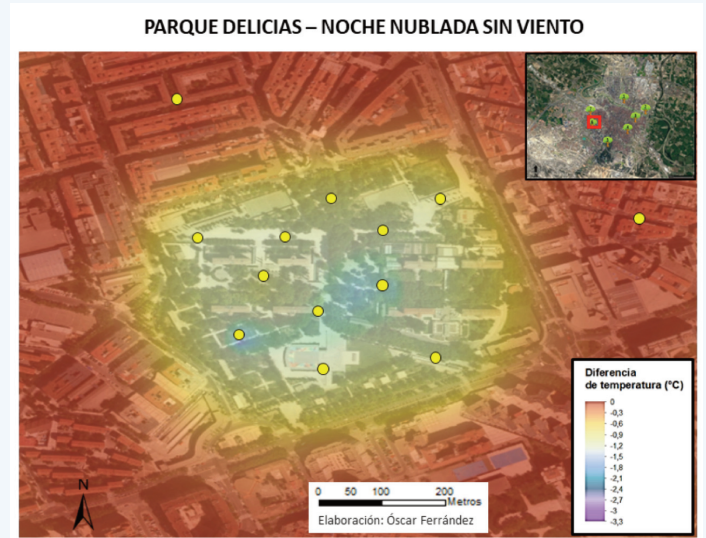 PARQUE DELICIAS – NOCHE NUBLADA SIN VIENTO
Diferencia
de temperatura (ºC)
0
-0,3
-0,6
-0,9
-1,2
-1,5
-1,8
-2,1
-2,4
-2,7
-3
-3,3
N
0 50 100 200
Metros
Elaboración: Óscar Ferrández